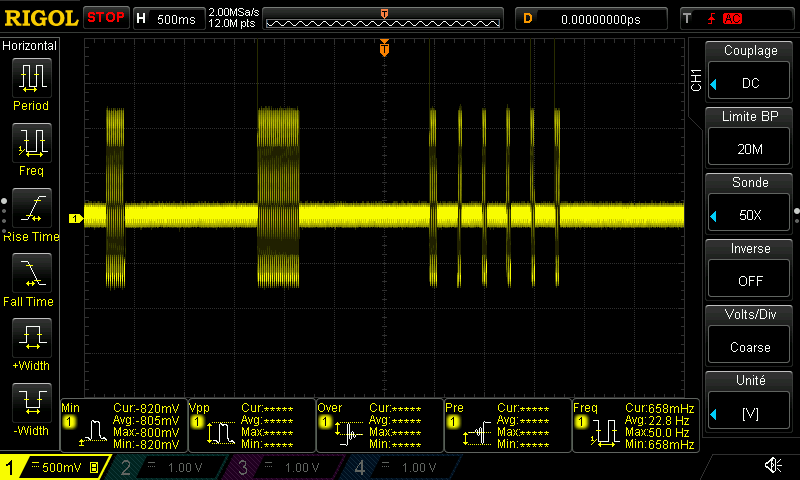 RIGOL STOP H 500ms 2.00MSa/s 12.0M pts T D 0.00000000ps T AC
Horizontal
Period
Freq
Rise Time
Fall Time
+Width
-Width
T
1
CH1
Couplage
DC
Limite BP
20M
Sonde
50X
Inverse
OFF
Volts/Div
Coarse
Unité
[V]
Min
1
Cur:-820mV
Avg:-805mV
Max:-800mV
Min:-820mV
Vpp
1
Cur:*****
Avg:*****
Max:*****
Min:*****
Over
1
Cur:*****
Avg:*****
Max:*****
Min:*****
Pre
1
Cur:*****
Avg:*****
Max:*****
Min:*****
Freq
1
Cur:658mHz
Avg:22.8 Hz
Max:50.0 Hz
Min:658mHz
1 500mV B 2 1.00 V 3 1.00 V 4 1.00 V